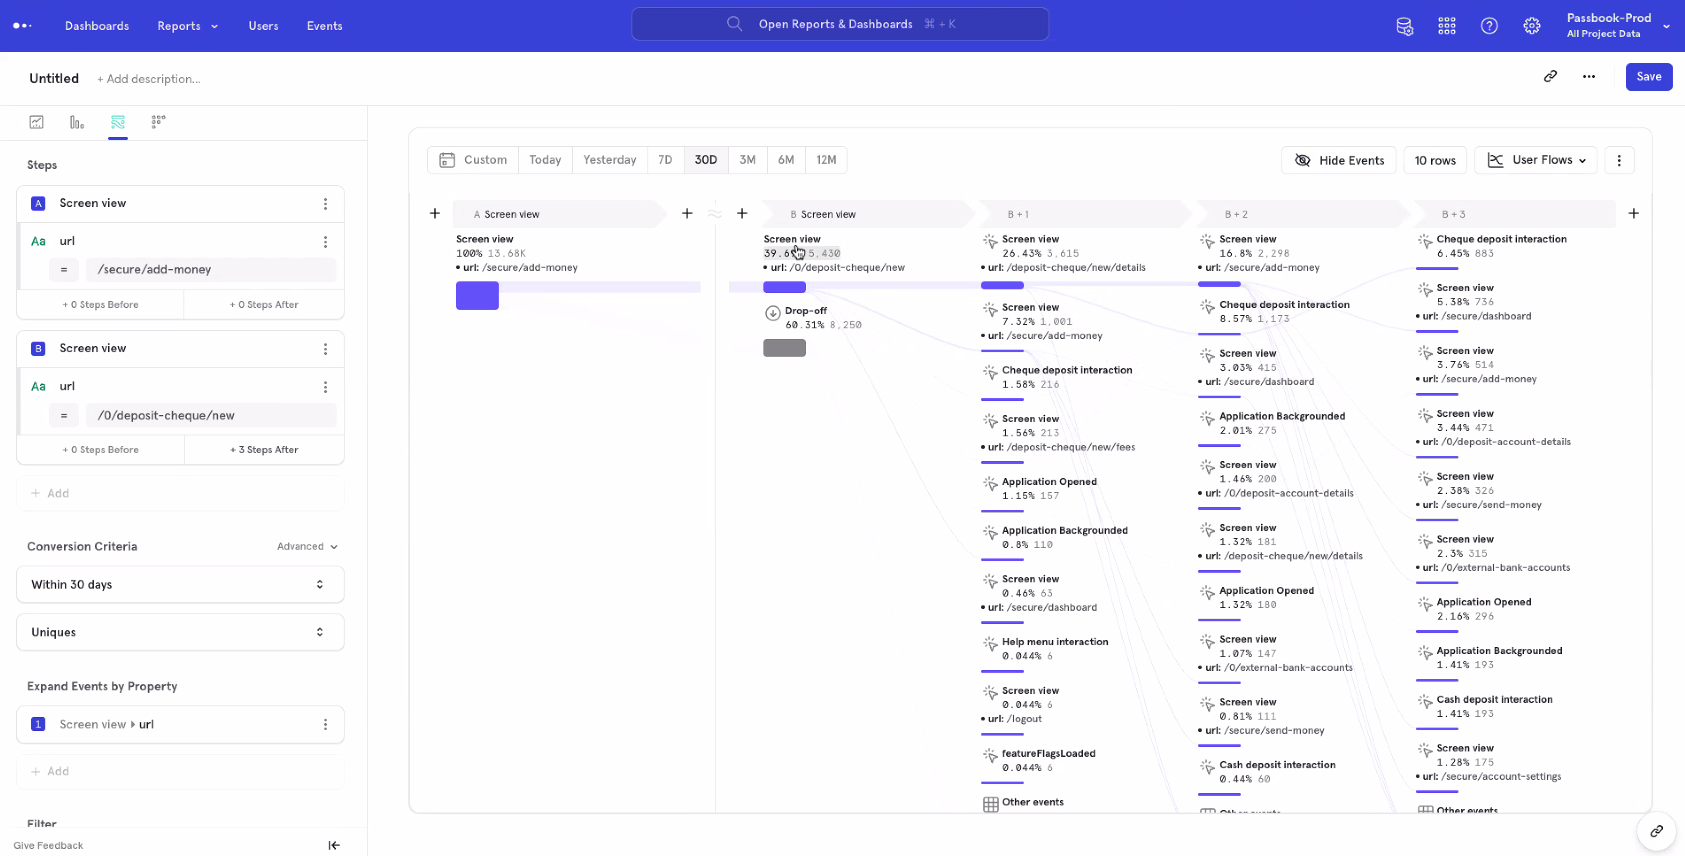 Dashboards
Reports
Users
Events
Open Reports & Dashboards ⌘ + K
Passbook-Prod
All Project Data
Untitled
+ Add description...
Save
Steps
A Screen view
Aa url
= /secure/add-money
+ 0 Steps Before
+ 0 Steps After
B Screen view
Aa url
= /0/deposit-cheque/new
+ 0 Steps Before
+ 3 Steps After
+ Add
Conversion Criteria
Advanced
Within 30 days
Uniques
Expand Events by Property
1 Screen view url
+ Add
Filter
Give Feedback
Custom
Today
Yesterday
7D
30D
3M
6M
12M
Hide Events
10 rows
User Flows
A Screen view
Screen view
100% 13.68K
• url: /secure/add-money
B Screen view
Screen view
5,430
• url: /0/deposit-cheque/new
Drop-off
60.31% 8,250
B + 1
Screen view
26.43% 3,615
• url: /deposit-cheque/new/details
Screen view
7.32% 1,001
• url: /secure/add-money
Cheque deposit interaction
1.58% 216
Screen view
1.56% 213
• url: /deposit-cheque/new/fees
Application Opened
1.15% 157
Application Backgrounded
0.8% 110
Screen view
0.46% 63
• url: /secure/dashboard
Help menu interaction
0.044% 6
Screen view
0.044% 6
• url: /logout
featureFlagsLoaded
0.044% 6
Other events
B + 2
Screen view
16.8% 2,298
• url: /secure/add-money
Cheque deposit interaction
8.57% 1,173
Screen view
3.03% 415
• url: /secure/dashboard
Application Backgrounded
2.01% 275
Screen view
1.46% 200
• url: /0/deposit-account-details
Screen view
1.32% 181
• url: /deposit-cheque/new/details
Application Opened
1.32% 180
Screen view
1.07% 147
• url: /0/external-bank-accounts
Screen view
0.81% 111
• url: /secure/send-money
Cash deposit interaction
0.44% 60
Other events
B + 3
Cheque deposit interaction
6.45% 883
Screen view
5.38% 736
• url: /secure/dashboard
Screen view
3.76% 514
• url: /secure/add-money
Screen view
3.44% 471
• url: /0/deposit-account-details
Screen view
2.38% 326
• url: /secure/send-money
Screen view
2.3% 315
• url: /0/external-bank-accounts
Application Opened
2.16% 296
Application Backgrounded
1.41% 193
Cash deposit interaction
1.41% 193
Screen view
1.28% 175
• url: /secure/account-settings
Other events